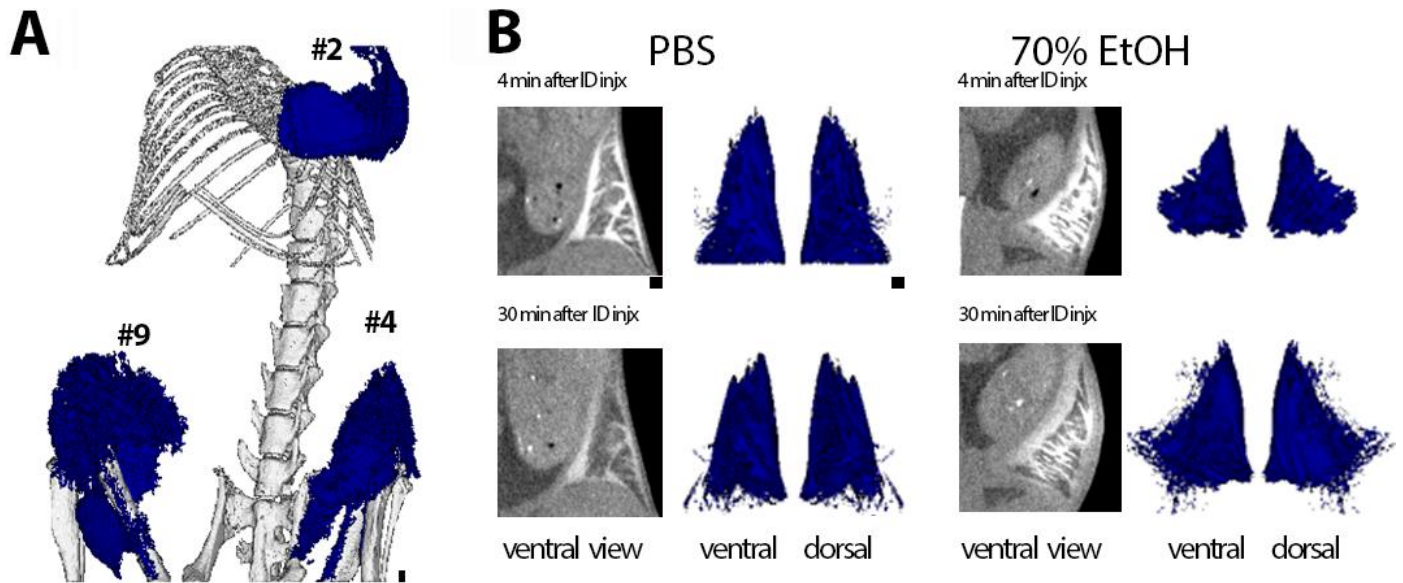 A
#2
#9
#4
B
PBS
70% EtOH
4 min after ID injx
4 min after ID injx
30 min after ID injx
30 min after ID injx
ventral view
ventral
dorsal
ventral view
ventral
dorsal